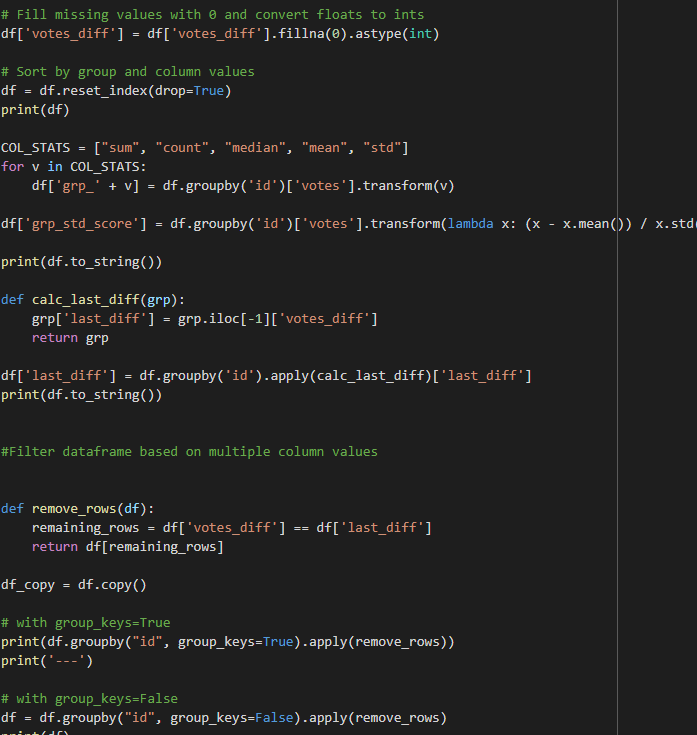 # Fill missing values with 0 and convert floats to ints
df['votes_diff'] = df['votes_diff'].fillna(0).astype(int)
# Sort by group and column values
df = df.reset_index(drop=True)
print(df)
COL_STATS = ["sum", "count", "median", "mean", "std"]
for v in COL_STATS:
    df['grp_' + v] = df.groupby('id')['votes'].transform(v)
df['grp_std_score'] = df.groupby('id')['votes'].transform(lambda x: (x - x.mean()) / x.std(
print(df.to_string())
def calc_last_diff(grp):
    grp['last_diff'] = grp.iloc[-1]['votes_diff']
    return grp
df['last_diff'] = df.groupby('id').apply(calc_last_diff)['last_diff']
print(df.to_string())
#Filter dataframe based on multiple column values
def remove_rows(df):
    remaining_rows = df['votes_diff'] == df['last_diff']
    return df[remaining_rows]
df_copy = df.copy()
# with group_keys=True
print(df.groupby("id", group_keys=True).apply(remove_rows))
print('---')
# with group_keys=False
df = df.groupby("id", group_keys=False).apply(remove_rows)
print(df)